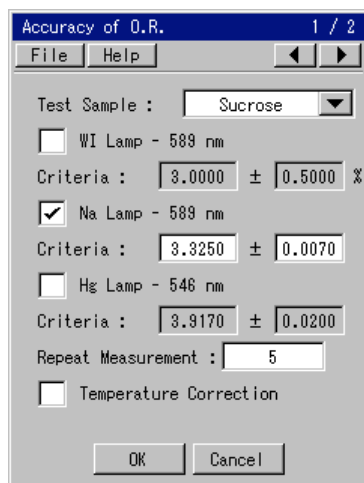 Accuracy of O.R. 1 / 2
File Help
Test Sample : Sucrose
WI Lamp - 589 nm
Criteria : 3.0000 ± 0.5000 %
Na Lamp - 589 nm
Criteria : 3.3250 ± 0.0070
Hg Lamp - 546 nm
Criteria : 3.9170 ± 0.0200
Repeat Measurement : 5
Temperature Correction
OK Cancel